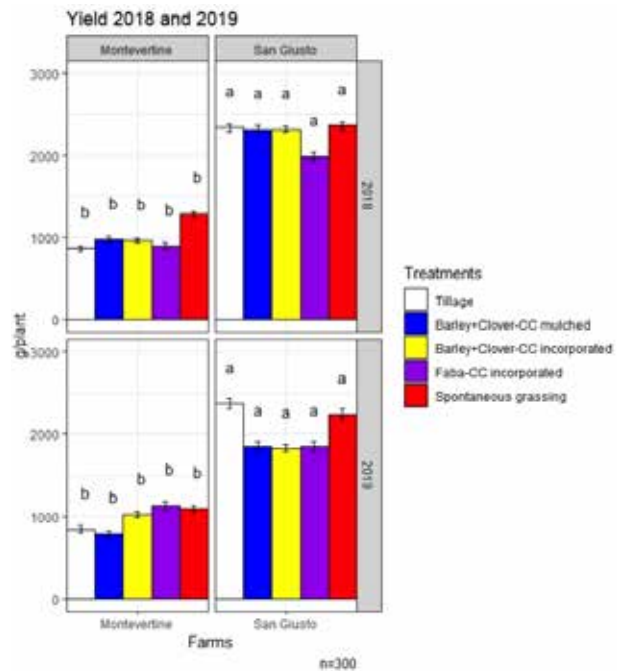 Yield 2018 and 2019
Montevertine
San Giusto
3000
2000
1000
0
b b b b b
a a a a a
2018
g/plant
3000
2000
1000
0
b b b b b
a a a a a
2019
Montevertine
San Giusto
Farms
n=300
Treatments
Tillage
Barley+Clover-CC mulched
Barley+Clover-CC incorporated
Faba-CC incorporated
Spontaneous grassing